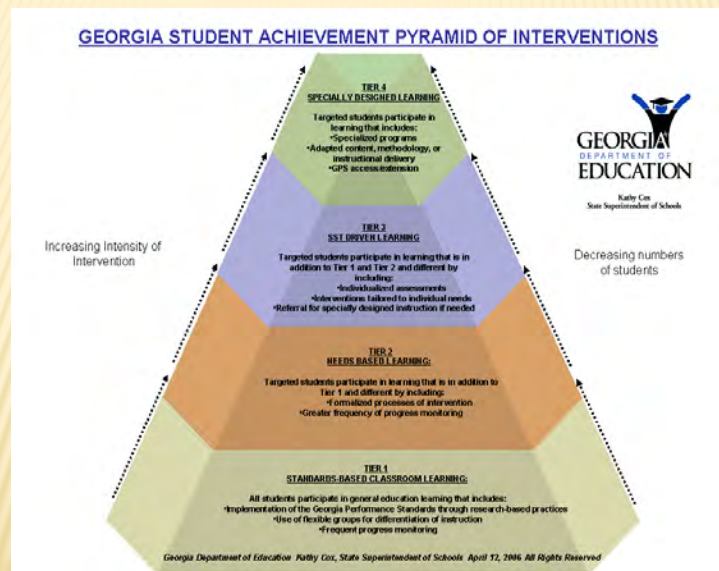 GEORGIA STUDENT ACHIEVEMENT PYRAMID OF INTERVENTIONS
TIER 4
SPECIALLY DESIGNED LEARNING
Targeted students participate in
learning that includes:
•Specialized programs
•Adapted content, methodology, or
instructional delivery
•GPS access/extension
GEORGIA
DEPARTMENT OF
EDUCATION
Kathy Cox
State Superintendent of Schools
Increasing Intensity of
Intervention
Decreasing numbers
of students
TIER 3
SST DRIVEN LEARNING
Targeted students participate in learning that is in
addition to Tier 1 and Tier 2 and different by
including:
•Individualized assessments
•Interventions tailored to individual needs
•Referral for specially designed instruction if needed
TIER 2
NEEDS BASED LEARNING:
Targeted students participate in learning that is in addition to
Tier 1 and different by including:
•Formalized processes of intervention
•Greater frequency of progress monitoring
TIER 1
STANDARDS-BASED CLASSROOM LEARNING:
All students participate in general education learning that includes:
•Implementation of the Georgia Performance Standards through research-based practices
•Use of flexible groups for differentiation of instruction
•Frequent progress monitoring
Georgia Department of Education Kathy Cox, State Superintendent of Schools April 12, 2006 All Rights Reserved